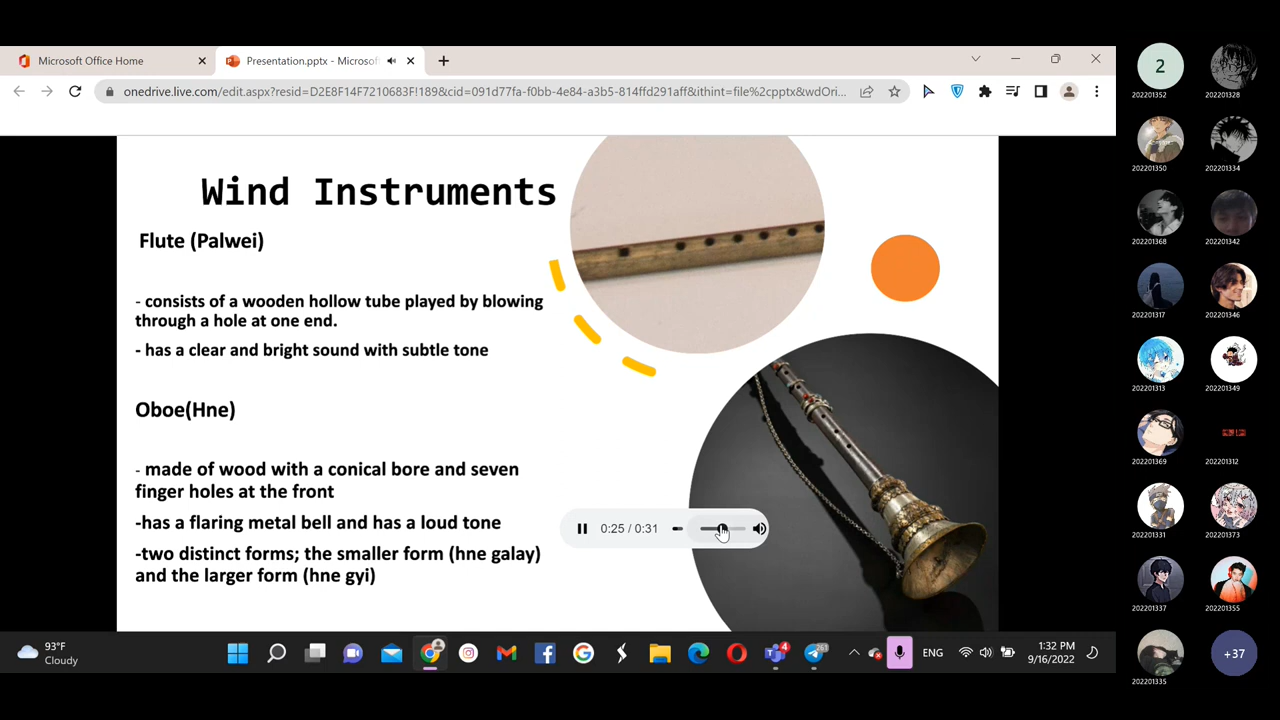 Microsoft Office Home
Presentation.pptx - Microsoft
onedrive.live.com/edit.aspx?resid=D2E8F14F7210683F!189&cid=091d77fa-f0bb-4e84-a3b5-814ffd291aff&ithint=file%2cpptx&wdOri...
Wind Instruments
Flute (Palwei)
- consists of a wooden hollow tube played by blowing
through a hole at one end.
- has a clear and bright sound with subtle tone
Oboe(Hne)
- made of wood with a conical bore and seven
finger holes at the front
-has a flaring metal bell and has a loud tone
-two distinct forms; the smaller form (hne galay)
and the larger form (hne gyi)
0:25 / 0:31
93°F
Cloudy
4
261
ENG
1:32 PM
9/16/2022
2
202201352
202201328
202201350
202201334
202201368
202201342
202201317
202201346
202201313
202201349
202201369
202201312
202201331
202201373
202201337
202201355
202201335
+37